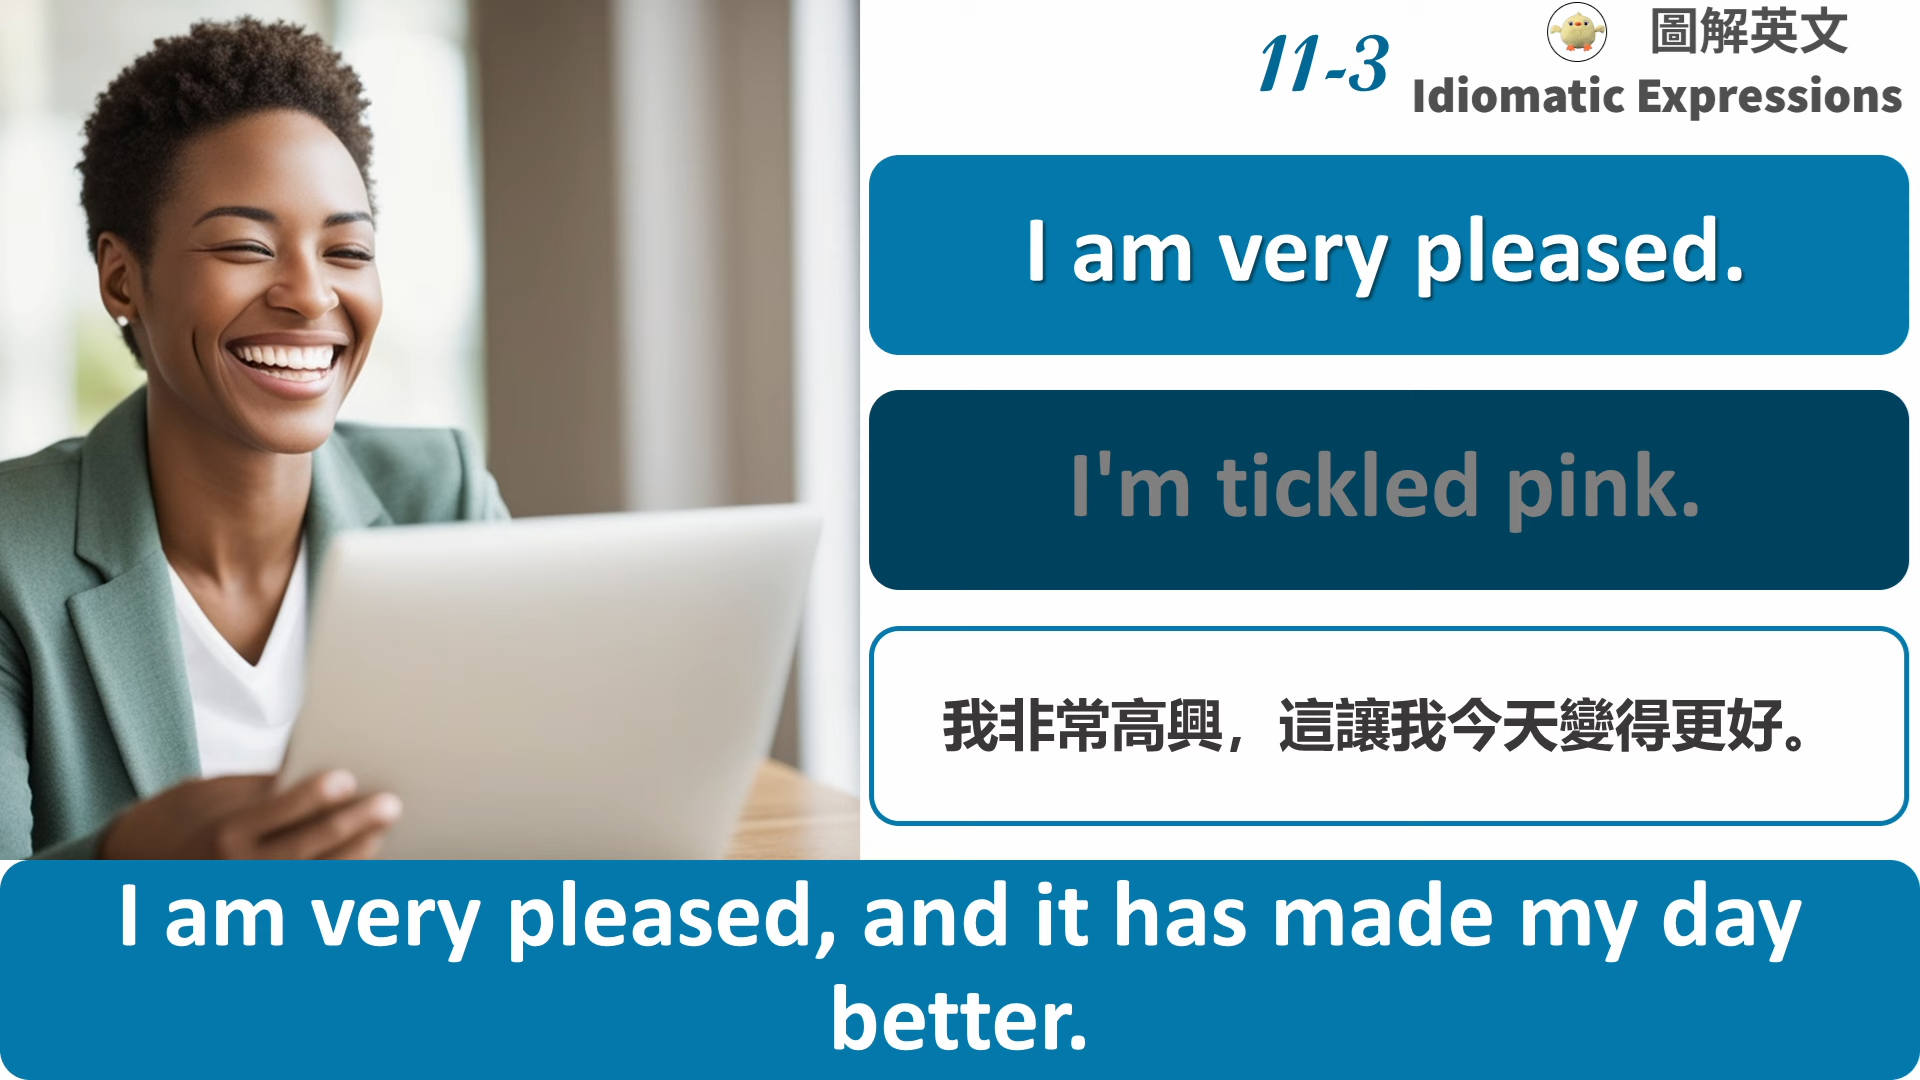 11-3
圖解英文
Idiomatic Expressions
I am very pleased.
I'm tickled pink.
我非常高興，這讓我今天變得更好。
I am very pleased, and it has made my day
better.